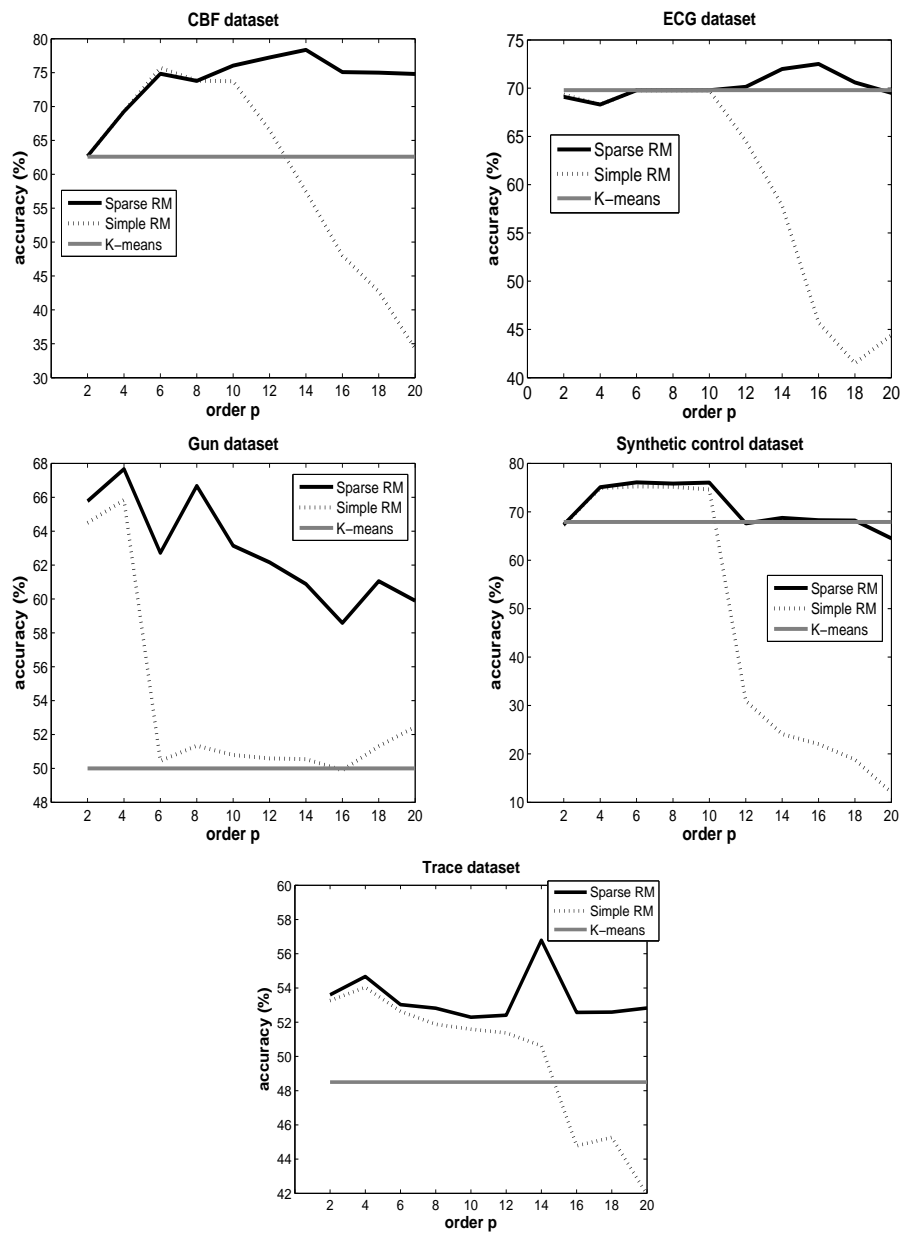 CBF dataset
80
75
70
65
60
55
50
45
40
35
30
accuracy (%)
Sparse RM
Simple RM
K−means
2 4 6 8 10 12 14 16 18 20
order p
ECG dataset
75
70
65
60
55
50
45
40
accuracy (%)
Sparse RM
Simple RM
K−means
0 2 4 6 8 10 12 14 16 18 20
order p
Gun dataset
68
66
64
62
60
58
56
54
52
50
48
accuracy (%)
Sparse RM
Simple RM
K−means
2 4 6 8 10 12 14 16 18 20
order p
Synthetic control dataset
80
70
60
50
40
30
20
10
accuracy (%)
Sparse RM
Simple RM
K−means
2 4 6 8 10 12 14 16 18 20
order p
Trace dataset
60
58
56
54
52
50
48
46
44
42
accuracy (%)
Sparse RM
Simple RM
K−means
2 4 6 8 10 12 14 16 18 20
order p